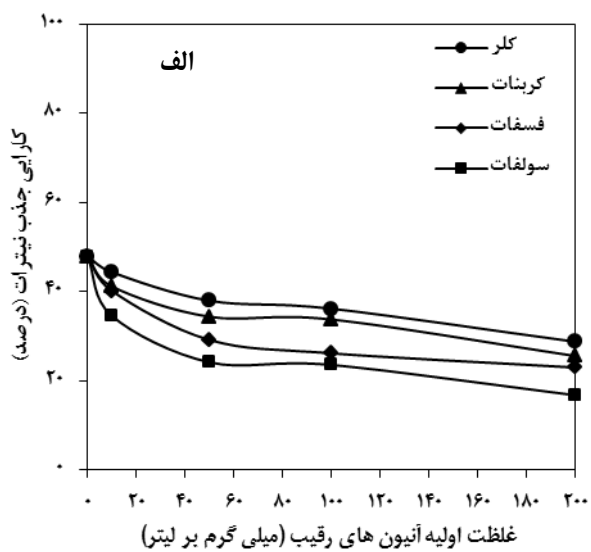 الف
کلر
کربنات
فسفات
سولفات
کارایی جذب نیترات (درصد)
۱۰۰
۸۰
۶۰
۴۰
۲۰
۰
۰ ۲۰ ۴۰ ۶۰ ۸۰ ۱۰۰ ۱۲۰ ۱۴۰ ۱۶۰ ۱۸۰ ۲۰۰
غلظت اولیه آنیون های رقیب (میلی گرم بر لیتر)